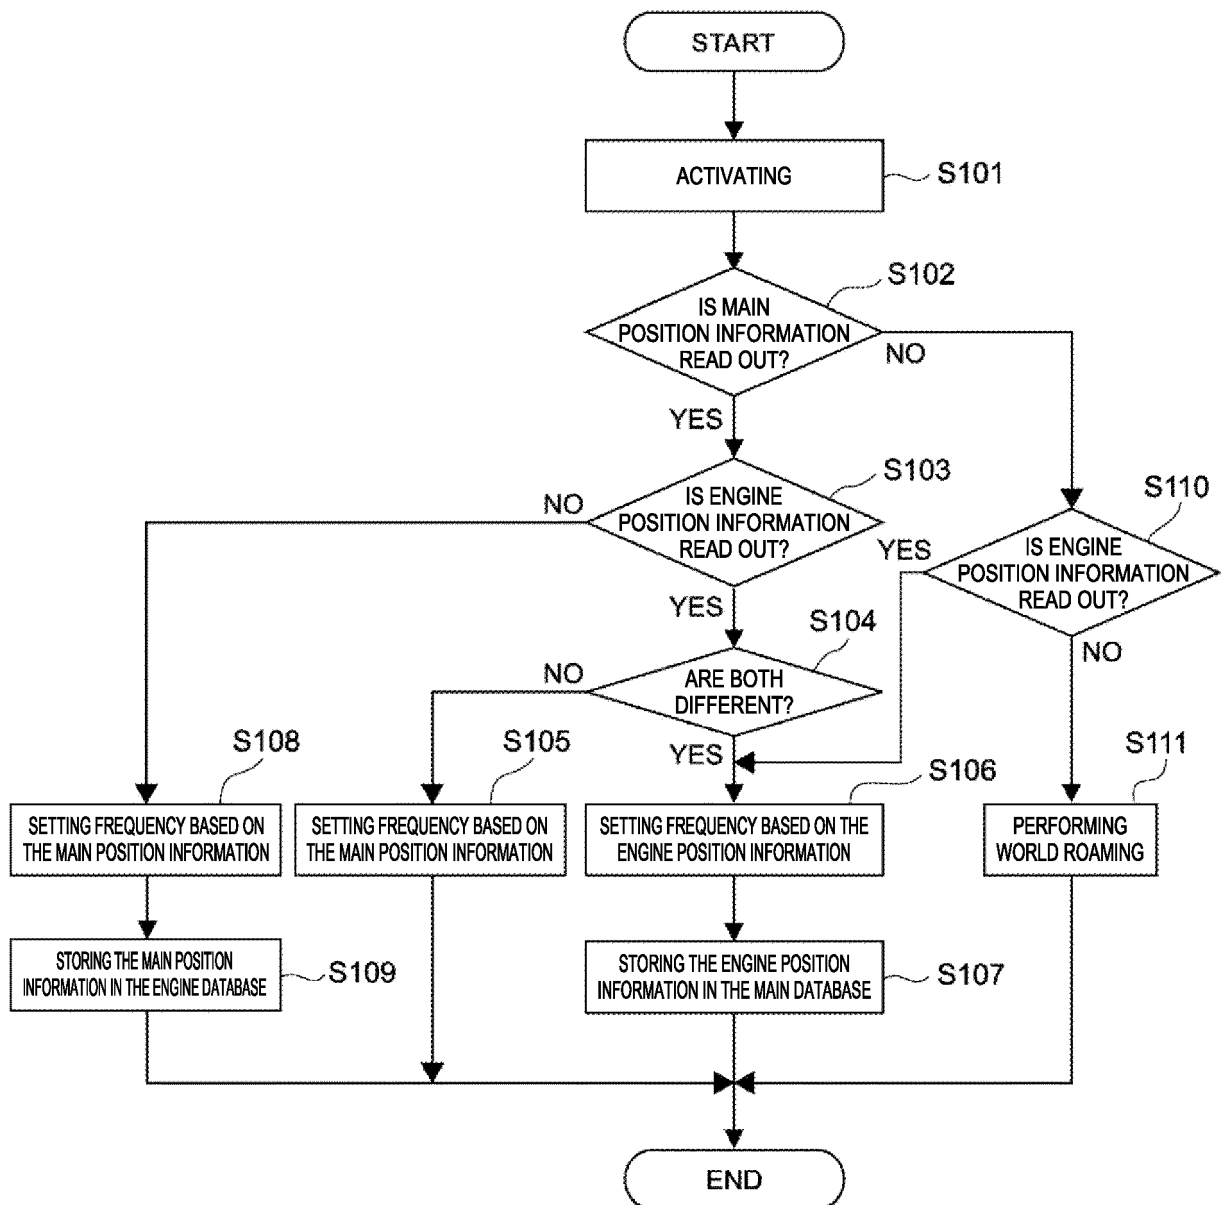 START
ACTIVATING
S101
S102
IS MAIN
POSITION INFORMATION
READ OUT?
NO
YES
S103
NO
IS ENGINE
POSITION INFORMATION
READ OUT?
S110
YES
IS ENGINE
POSITION INFORMATION
READ OUT?
YES
S104
NO
NO
ARE BOTH
DIFFERENT?
S108
S105
YES
S106
S111
SETTING FREQUENCY BASED ON
THE MAIN POSITION INFORMATION
SETTING FREQUENCY BASED ON
THE MAIN POSITION INFORMATION
SETTING FREQUENCY BASED ON THE
ENGINE POSITION INFORMATION
PERFORMING
WORLD ROAMING
STORING THE MAIN POSITION
INFORMATION IN THE ENGINE DATABASE
S109
STORING THE ENGINE POSITION
INFORMATION IN THE MAIN DATABASE
S107
END